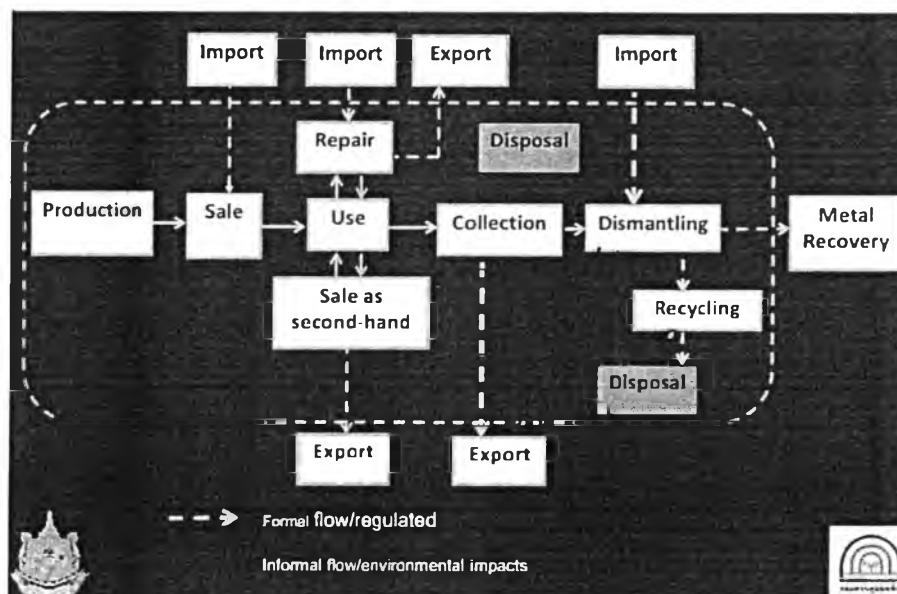 Import
Import
Export
Import
Repair
Disposal
Production
Sale
Use
Collection
Dismantling
Metal
Recovery
Sale as
second-hand
Recycling
Disposal
Export
Export
Formal flow/regulated
Informal flow/environmental impacts